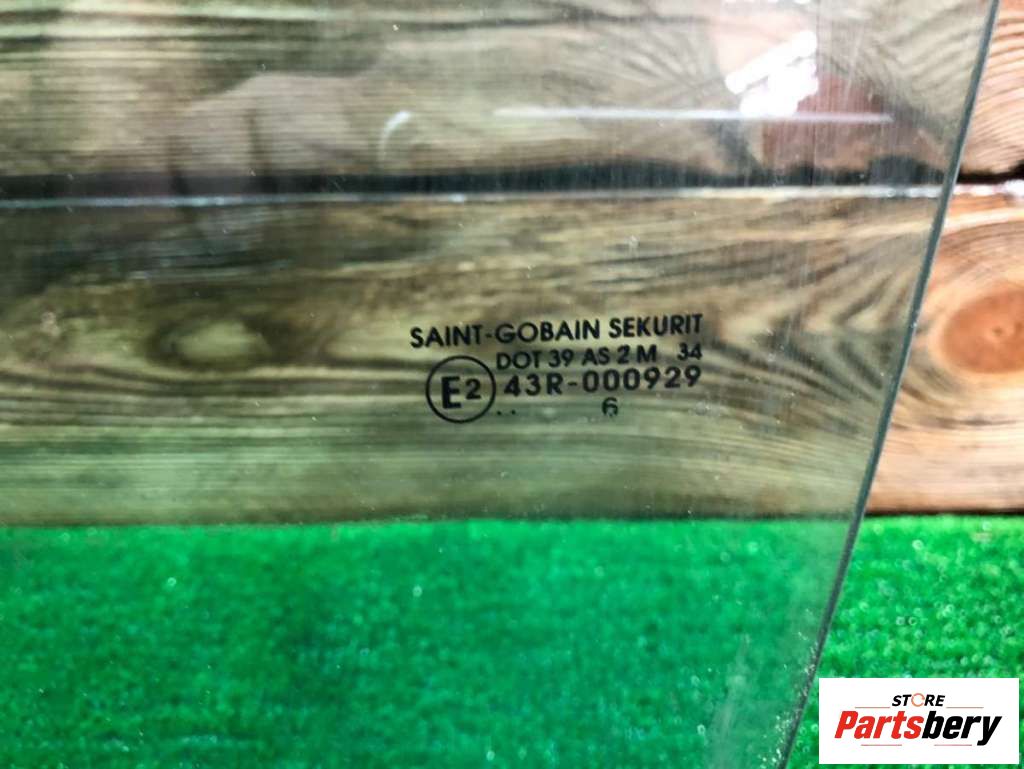 SAINT-GOBAIN SEKURIT
DOT 39 AS 2 M 34
E2 43R-000929
.. 6
STORE
Partsbery